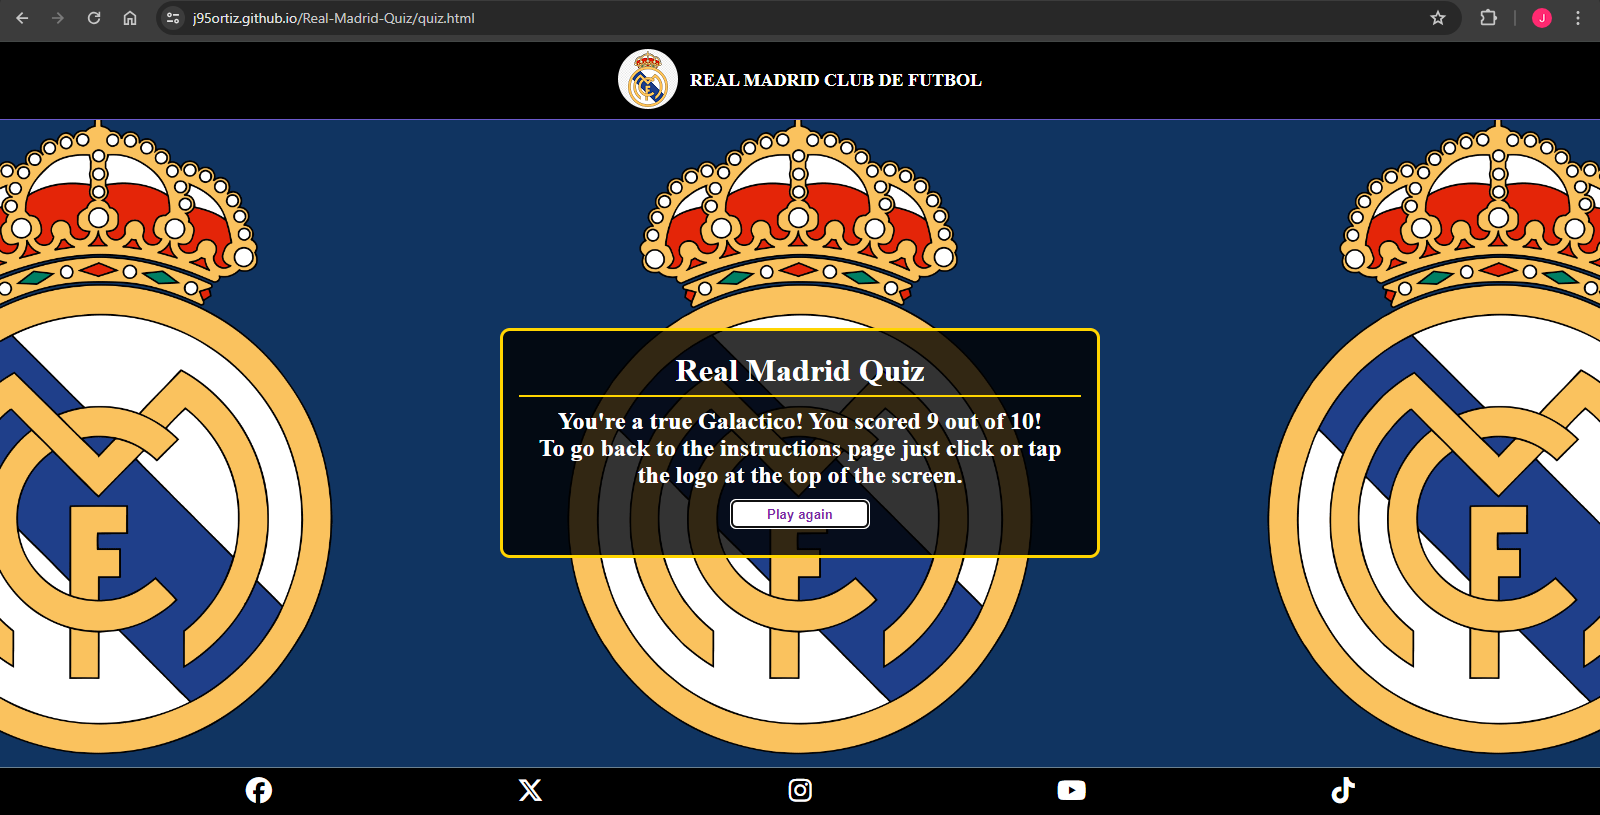 j95ortiz.github.io/Real-Madrid-Quiz/quiz.html
J
REAL MADRID CLUB DE FUTBOL
Real Madrid Quiz
You're a true Galactico! You scored 9 out of 10!
To go back to the instructions page just click or tap
the logo at the top of the screen.
Play again